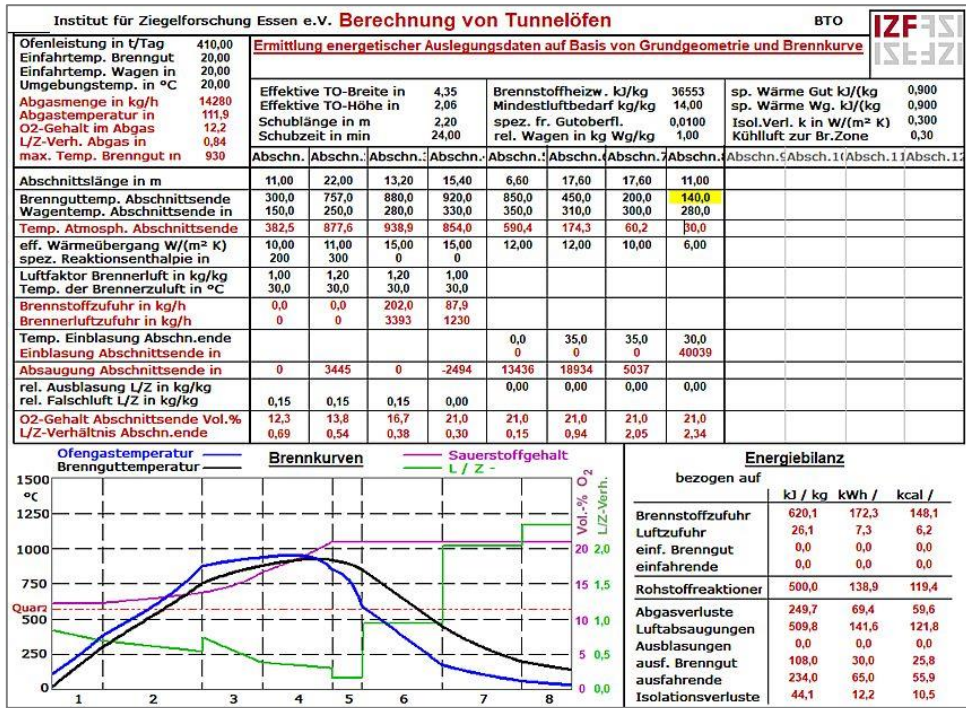 Institut für Ziegelforschung Essen e.V. Berechnung von Tunnelöfen BTO IZF
Ofenleistung in t/Tag 410,00
Einfahrtemp. Brenngut 20,00
Einfahrtemp. Wagen in 20,00
Umgebungstemp. in °C 20,00
Abgasmenge in kg/h 14280
Abgastemperatur in 111,9
O2-Gehalt im Abgas 12,2
L/Z-Verh. Abgas in 0,84
max. Temp. Brenngut in 930
Ermittlung energetischer Auslegungsdaten auf Basis von Grundgeometrie und Brennkurve
Effektive TO-Breite in 4,35 Brennstoffheizw. kJ/kg 36553 sp. Wärme Gut kJ/(kg 0,900
Effektive TO-Höhe in 2,06 Mindestluftbedarf kg/kg 14,00 sp. Wärme Wg. kJ/(kg 0,900
Schublänge in m 2,20 spez. fr. Gutoberfl. 0,0100 Isol.Verl. k in W/(m² K) 0,300
Schubzeit in min 24,00 rel. Wagen in kg Wg/kg 1,00 Kühlluft zur Br.Zone 0,30
Abschn. Abschn. Abschn. Abschn. Abschn. Abschn. Abschn. Absch. Absch. Absch.1 Absch.11 Absch.12
Abschnittslänge in m 11,00 22,00 13,20 15,40 6,60 17,60 17,60 11,00
Brennguttemp. Abschnittsende 300,0 757,0 880,0 920,0 850,0 450,0 200,0 140,0
Wagentemp. Abschnittsende in 150,0 250,0 280,0 330,0 350,0 310,0 300,0 280,0
Temp. Atmosph. Abschnittsende 382,5 877,6 938,9 854,0 590,4 174,3 60,2 30,0
eff. Wärmeübergang W/(m² K) 10,00 11,00 15,00 15,00 12,00 12,00 10,00 6,00
spez. Reaktionsenthalpie in 200 300 0 0
Luftfaktor Brennerluft in kg/kg 1,00 1,20 1,20 1,00
Temp. der Brennerzuluft in °C 30,0 30,0 30,0 30,0
Brennstoffzufuhr in kg/h 0,0 0,0 202,0 87,9
Brennerluftzufuhr in kg/h 0 0 3393 1230
Temp. Einblasung Abschn.ende 0,0 35,0 35,0 30,0
Einblasung Abschnittsende in 0 0 0 40039
Absaugung Abschnittsende in 0 3445 0 -2494 13436 18934 5037
rel. Ausblasung L/Z in kg/kg 0,00 0,00 0,00 0,00
rel. Falschluft L/Z in kg/kg 0,15 0,15 0,15 0,00
O2-Gehalt Abschnittsende Vol.% 12,3 13,8 16,7 21,0 21,0 21,0 21,0 21,0
L/Z-Verhältnis Abschn.ende 0,69 0,54 0,38 0,30 0,15 0,94 2,05 2,34
Ofengastemperatur Brennkurven Sauerstoffgehalt
Brennguttemperatur L / Z -
1500
°C
1250
1000
750
Quarz
500
250
0
1 2 3 4 5 6 7 8
Vol.-% O2
L/Z-Verh.
20 2,0
15 1,5
10 1,0
5 0,5
0 0,0
Energiebilanz
bezogen auf
kJ / kg kWh / kcal /
Brennstoffzufuhr 620,1 172,3 148,1
Luftzufuhr 26,1 7,3 6,2
einf. Brenngut 0,0 0,0 0,0
einfahrende 0,0 0,0 0,0
Rohstoffreaktioner 500,0 138,9 119,4
Abgasverluste 249,7 69,4 59,6
Luftabsaugungen 509,8 141,6 121,8
Ausblasungen 0,0 0,0 0,0
ausf. Brenngut 108,0 30,0 25,8
ausfahrende 234,0 65,0 55,9
Isolationsverluste 44,1 12,2 10,5